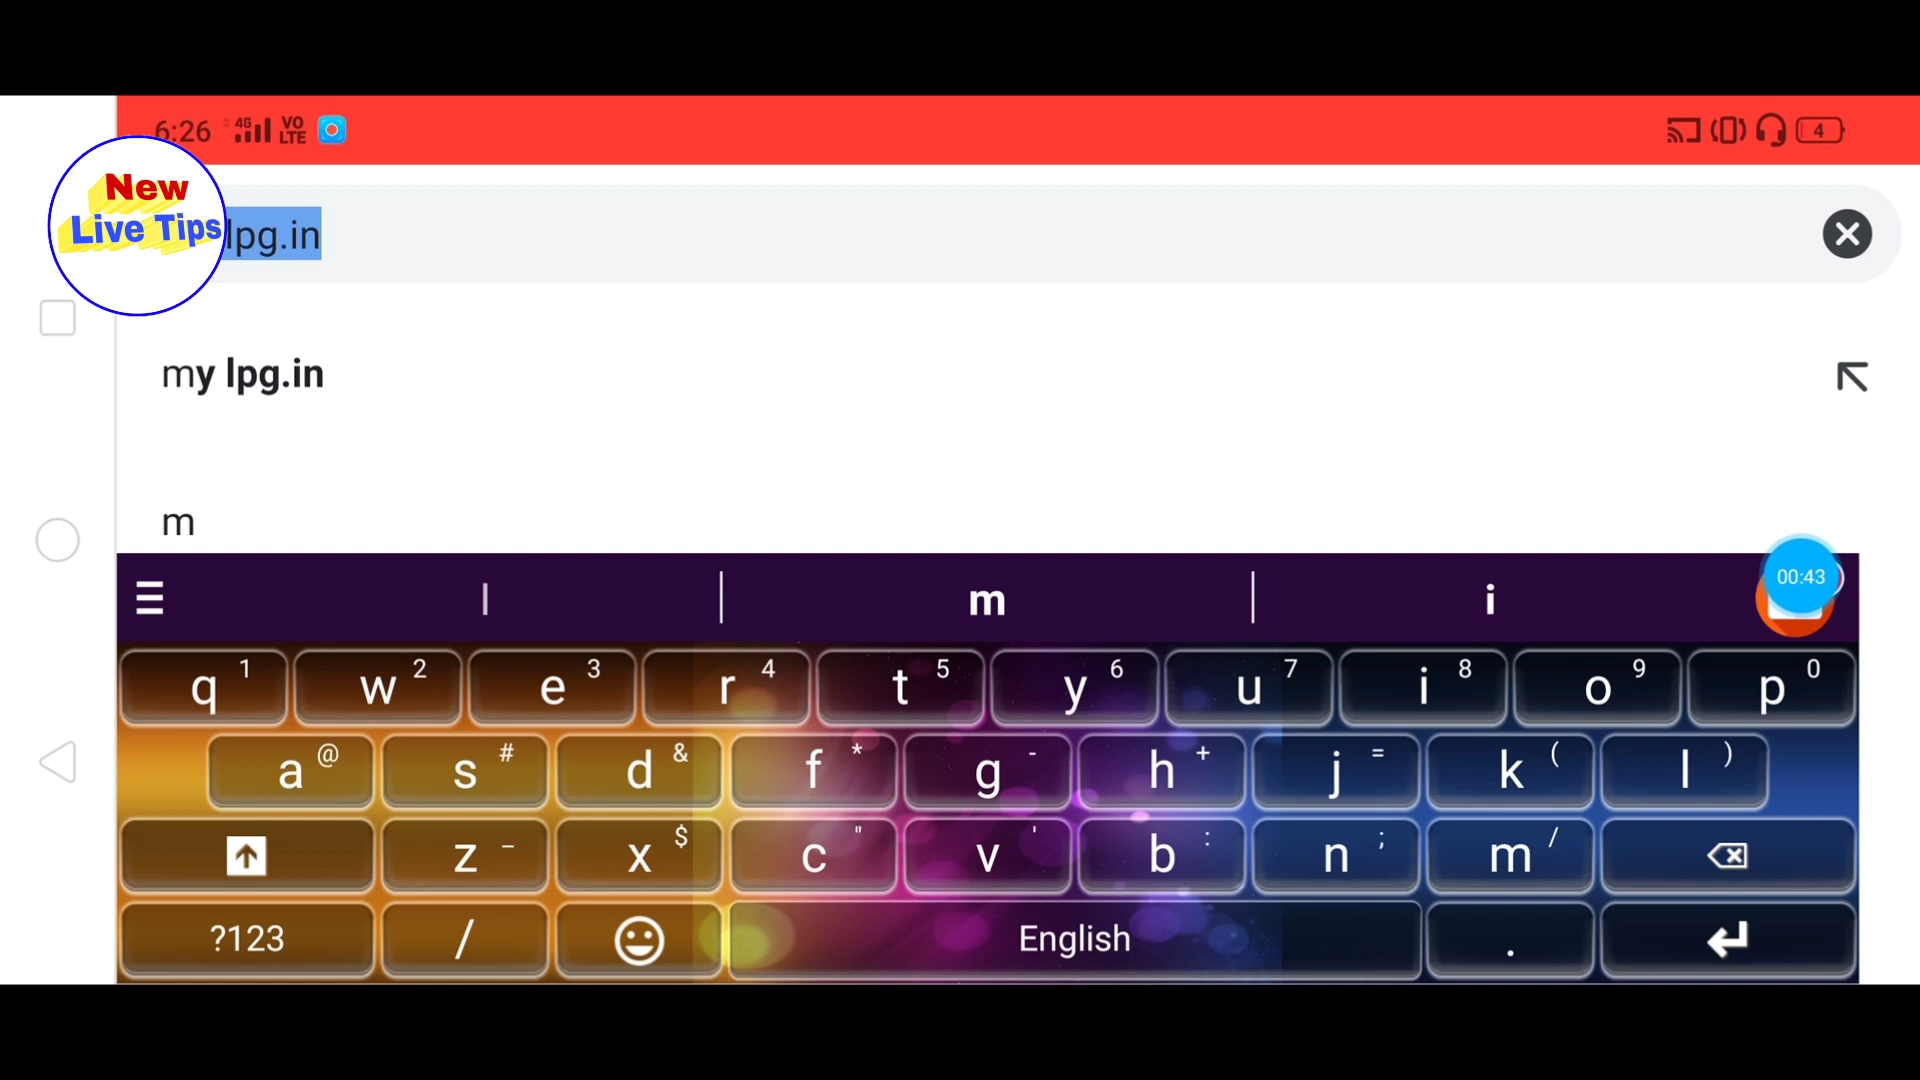 6:26 4G VO LTE 4
New
Live Tips
lpg.in
my lpg.in
m
l m i 00:43
q 1 w 2 e 3 r 4 t 5 y 6 u 7 i 8 o 9 p 0
a @ s # d & f * g - h + j = k ( l )
z _ x $ c " v ' b : n ; m /
?123 / English .